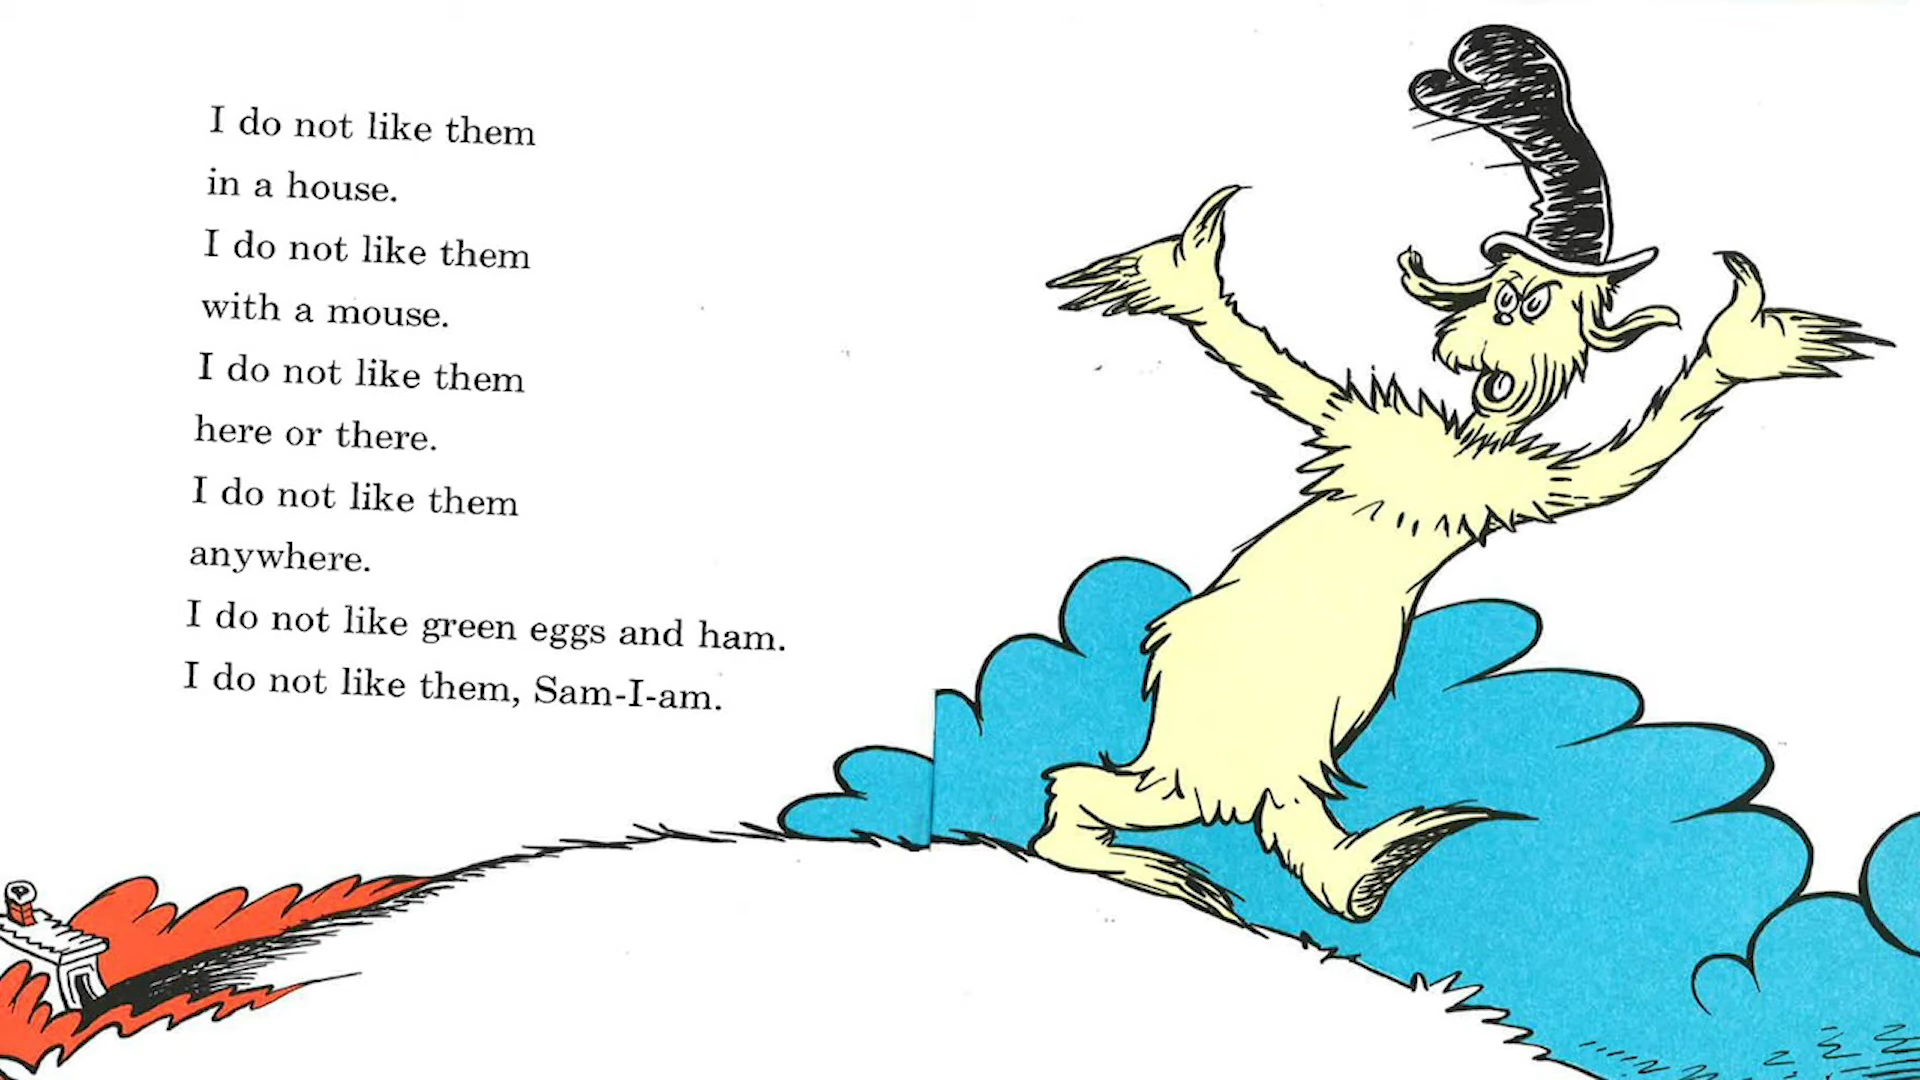 I do not like them
in a house.
I do not like them
with a mouse.
I do not like them
here or there.
I do not like them
anywhere.
I do not like green eggs and ham.
I do not like them, Sam-I-am.